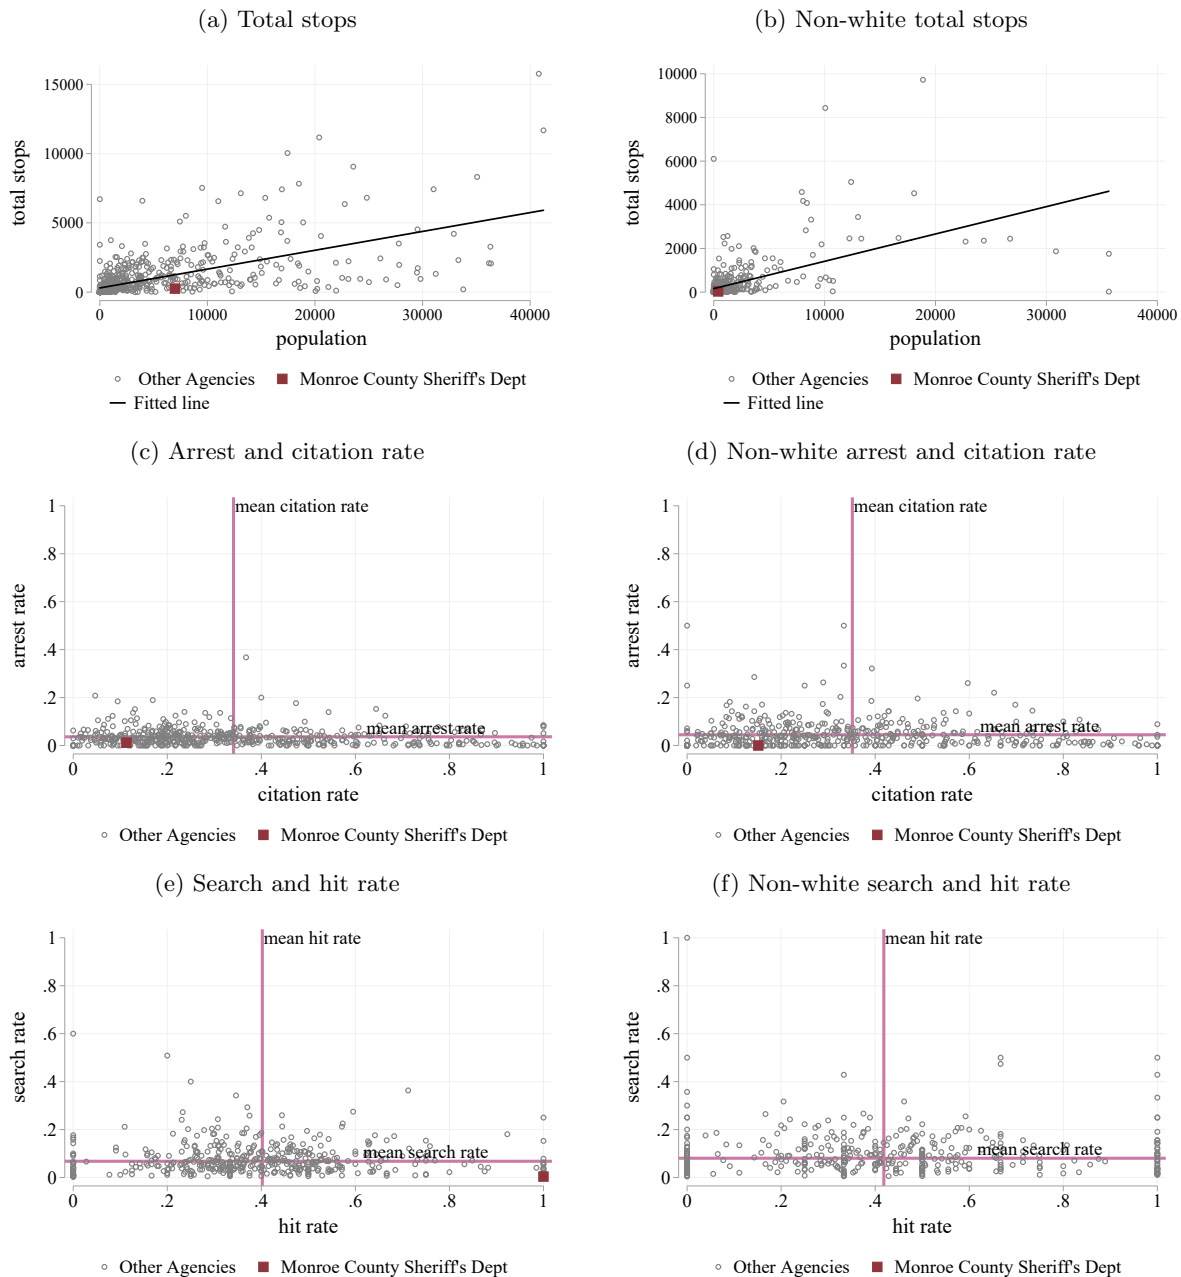 (a) Total stops
total stops
15000
10000
5000
0
0 10000 20000 30000 40000
population
Other Agencies Monroe County Sheriff's Dept
Fitted line
(b) Non-white total stops
total stops
10000
8000
6000
4000
2000
0
0 10000 20000 30000 40000
population
Other Agencies Monroe County Sheriff's Dept
Fitted line
(c) Arrest and citation rate
mean citation rate
arrest rate
1
.8
.6
.4
.2
0
mean arrest rate
0 .2 .4 .6 .8 1
citation rate
Other Agencies Monroe County Sheriff's Dept
(d) Non-white arrest and citation rate
mean citation rate
arrest rate
1
.8
.6
.4
.2
0
mean arrest rate
0 .2 .4 .6 .8 1
citation rate
Other Agencies Monroe County Sheriff's Dept
(e) Search and hit rate
mean hit rate
search rate
1
.8
.6
.4
.2
0
mean search rate
0 .2 .4 .6 .8 1
hit rate
Other Agencies Monroe County Sheriff's Dept
(f) Non-white search and hit rate
mean hit rate
search rate
1
.8
.6
.4
.2
0
mean search rate
0 .2 .4 .6 .8 1
hit rate
Other Agencies Monroe County Sheriff's Dept